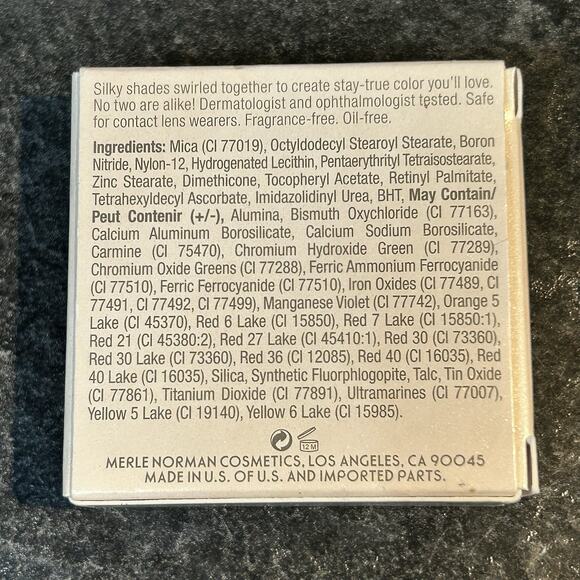 Silky shades swirled together to create stay-true color you'll love.
No two are alike! Dermatologist and ophthalmologist tested. Safe
for contact lens wearers. Fragrance-free. Oil-free.
Ingredients: Mica (CI 77019), Octyldodecyl Stearoyl Stearate, Boron
Nitride, Nylon-12, Hydrogenated Lecithin, Pentaerythrityl Tetraisostearate,
Zinc Stearate, Dimethicone, Tocopheryl Acetate, Retinyl Palmitate,
Tetrahexyldecyl Ascorbate, Imidazolidinyl Urea, BHT, May Contain/
Peut Contenir (+/-), Alumina, Bismuth Oxychloride (CI 77163),
Calcium Aluminum Borosilicate, Calcium Sodium Borosilicate,
Carmine (CI 75470), Chromium Hydroxide Green (CI 77289),
Chromium Oxide Greens (CI 77288), Ferric Ammonium Ferrocyanide
(CI 77510), Ferric Ferrocyanide (CI 77510), Iron Oxides (CI 77489, CI
77491, CI 77492, CI 77499), Manganese Violet (CI 77742), Orange 5
Lake (CI 45370), Red 6 Lake (CI 15850), Red 7 Lake (CI 15850:1),
Red 21 (CI 45380:2), Red 27 Lake (CI 45410:1), Red 30 (CI 73360),
Red 30 Lake (CI 73360), Red 36 (CI 12085), Red 40 (CI 16035), Red
40 Lake (CI 16035), Silica, Synthetic Fluorphlogopite, Talc, Tin Oxide
(CI 77861), Titanium Dioxide (CI 77891), Ultramarines (CI 77007),
Yellow 5 Lake (CI 19140), Yellow 6 Lake (CI 15985).
12 M
MERLE NORMAN COSMETICS, LOS ANGELES, CA 90045
MADE IN U.S. OF U.S. AND IMPORTED PARTS.